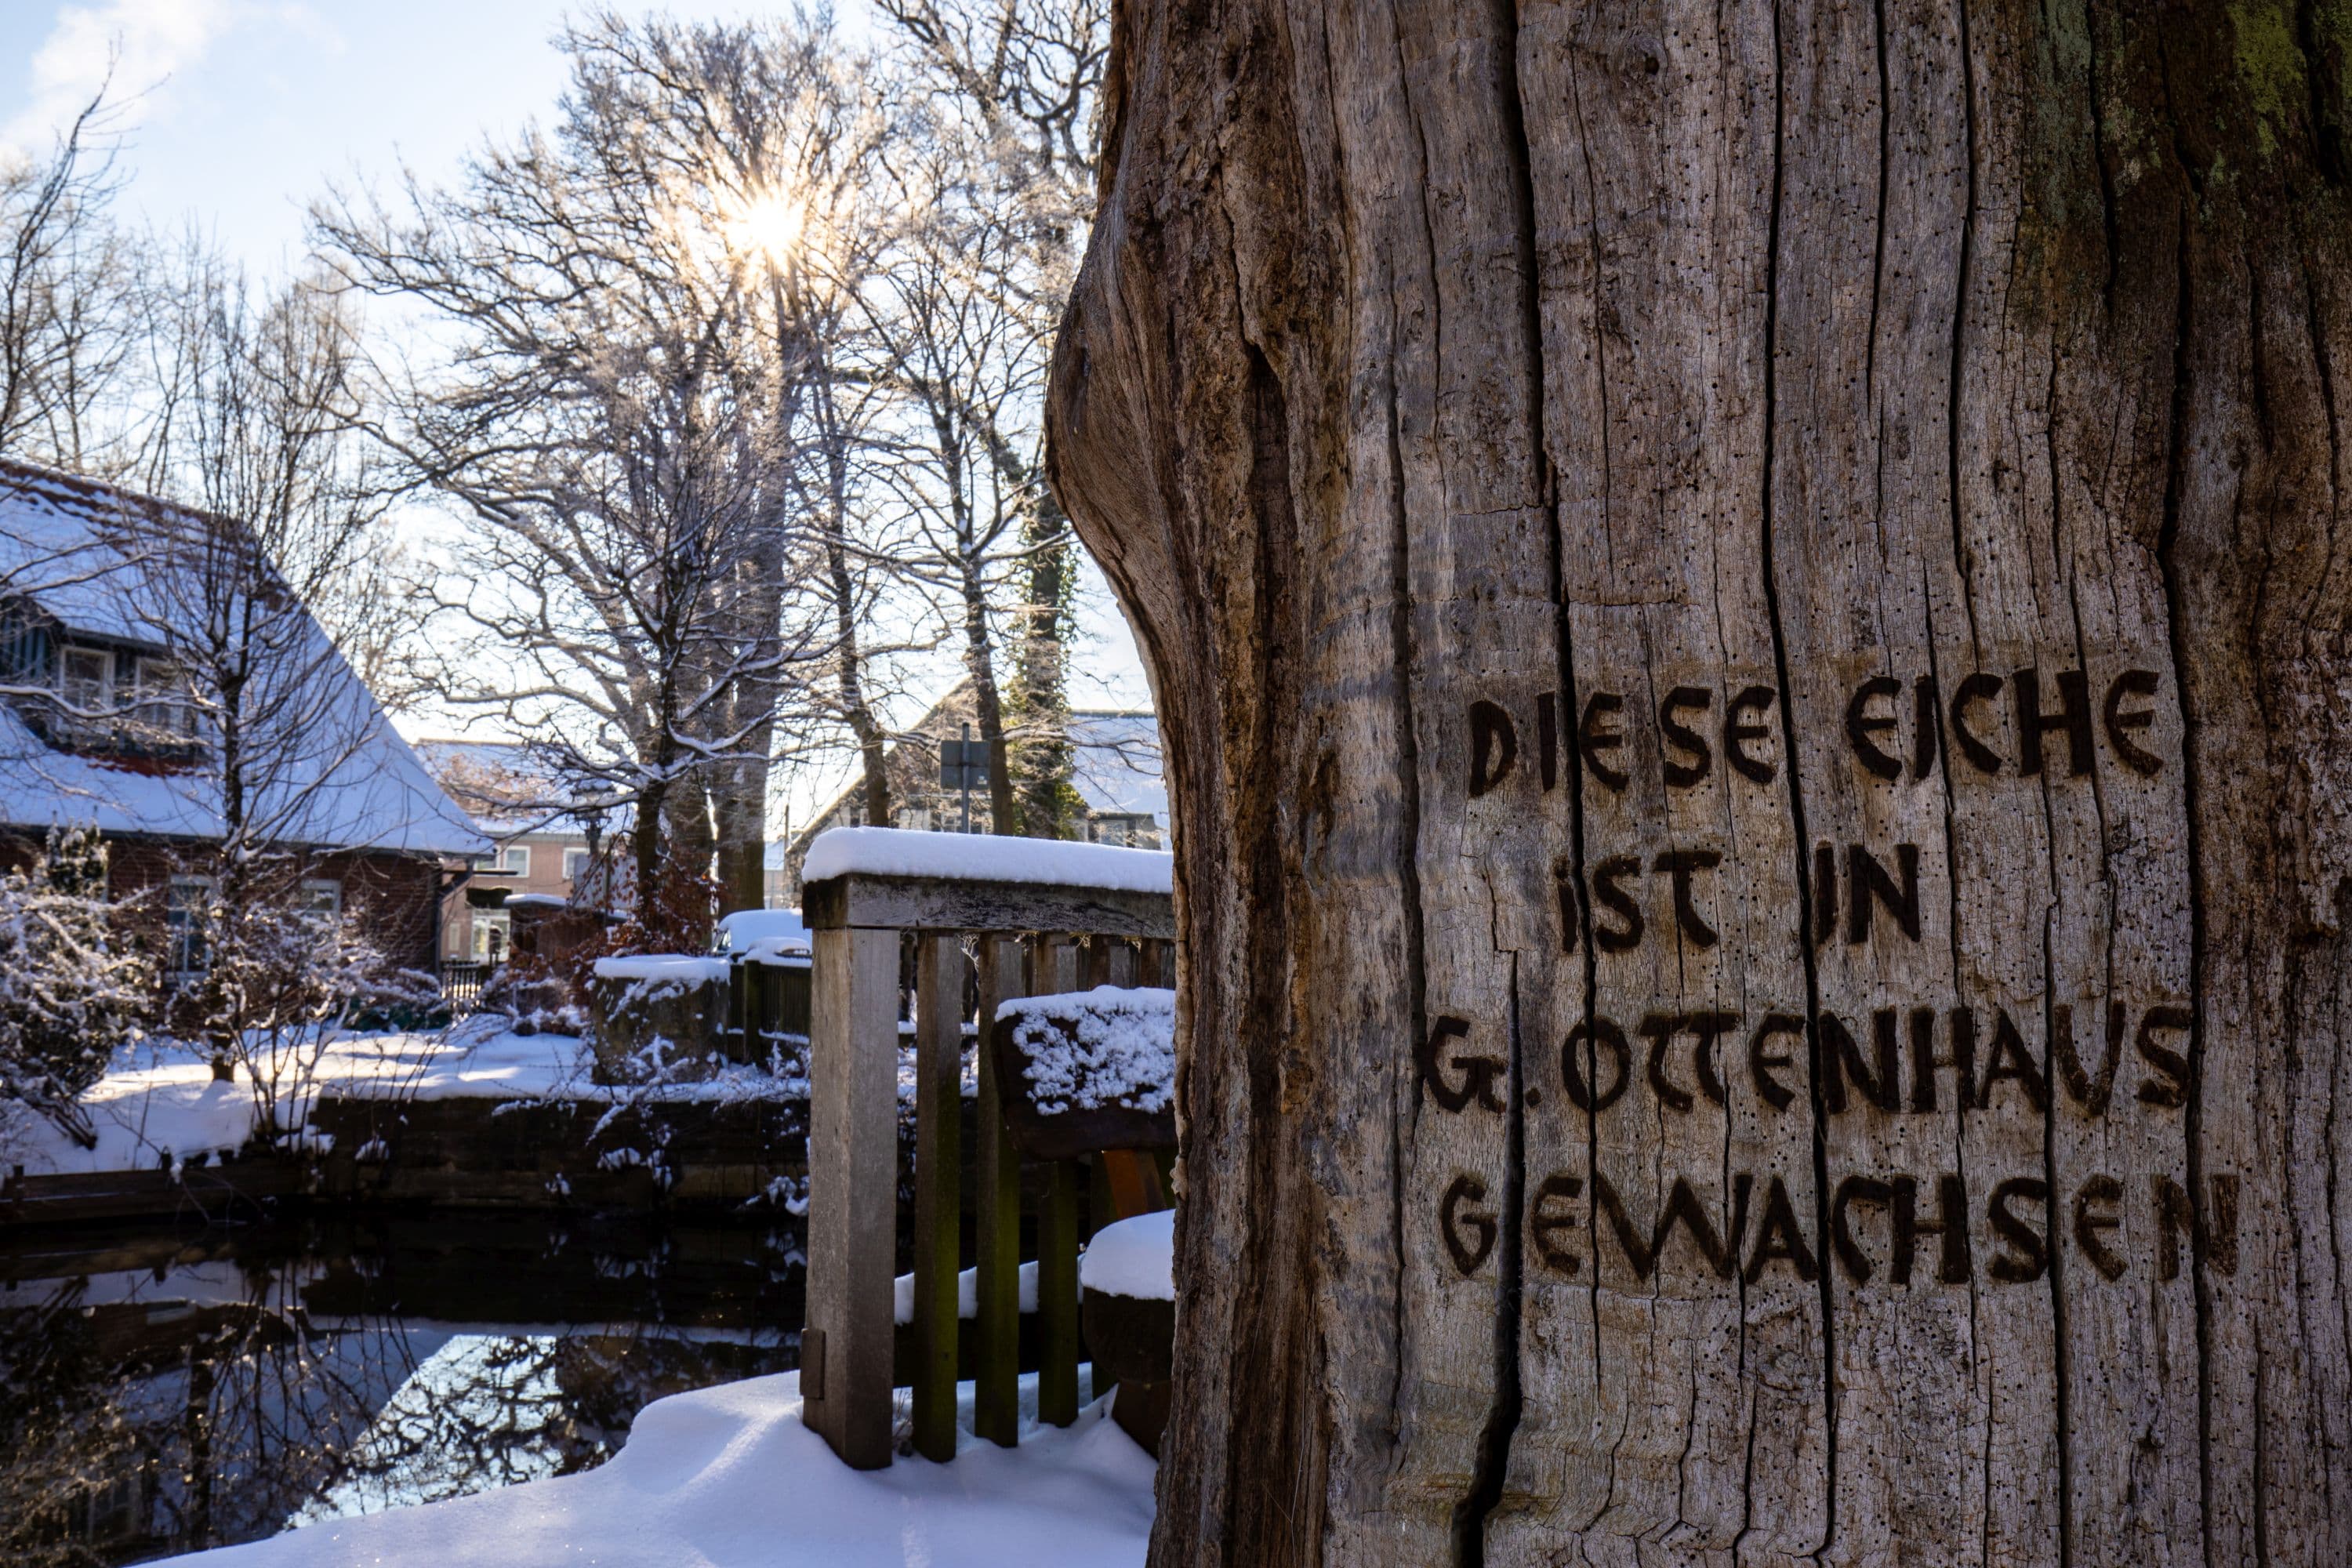 DIESE EICHE
iST IN
G. OTTENHAUS
GEWACHSEN